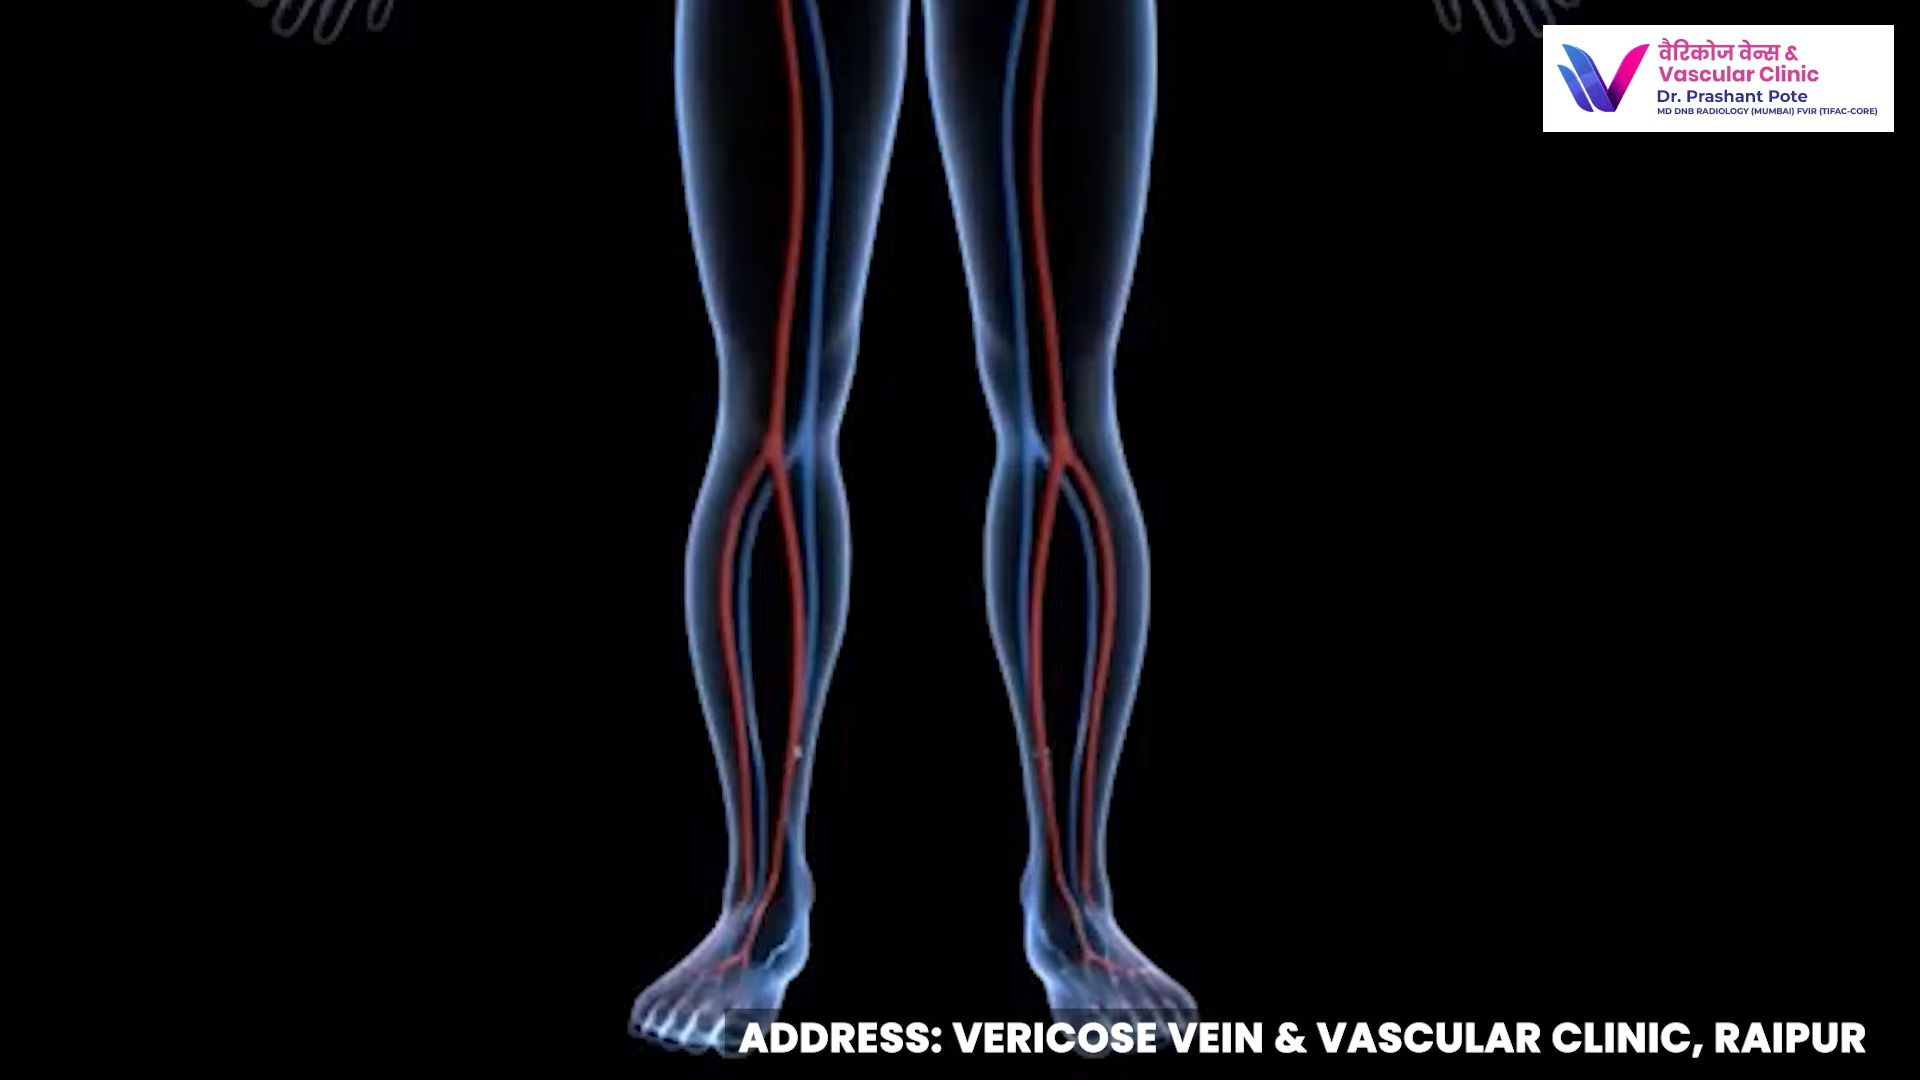 वैरिकोज वेन्स &
Vascular Clinic
Dr. Prashant Pote
MD DNB RADIOLOGY (MUMBAI) FVIR (TIFAC-CORE)
ADDRESS: VERICOSE VEIN & VASCULAR CLINIC, RAIPUR